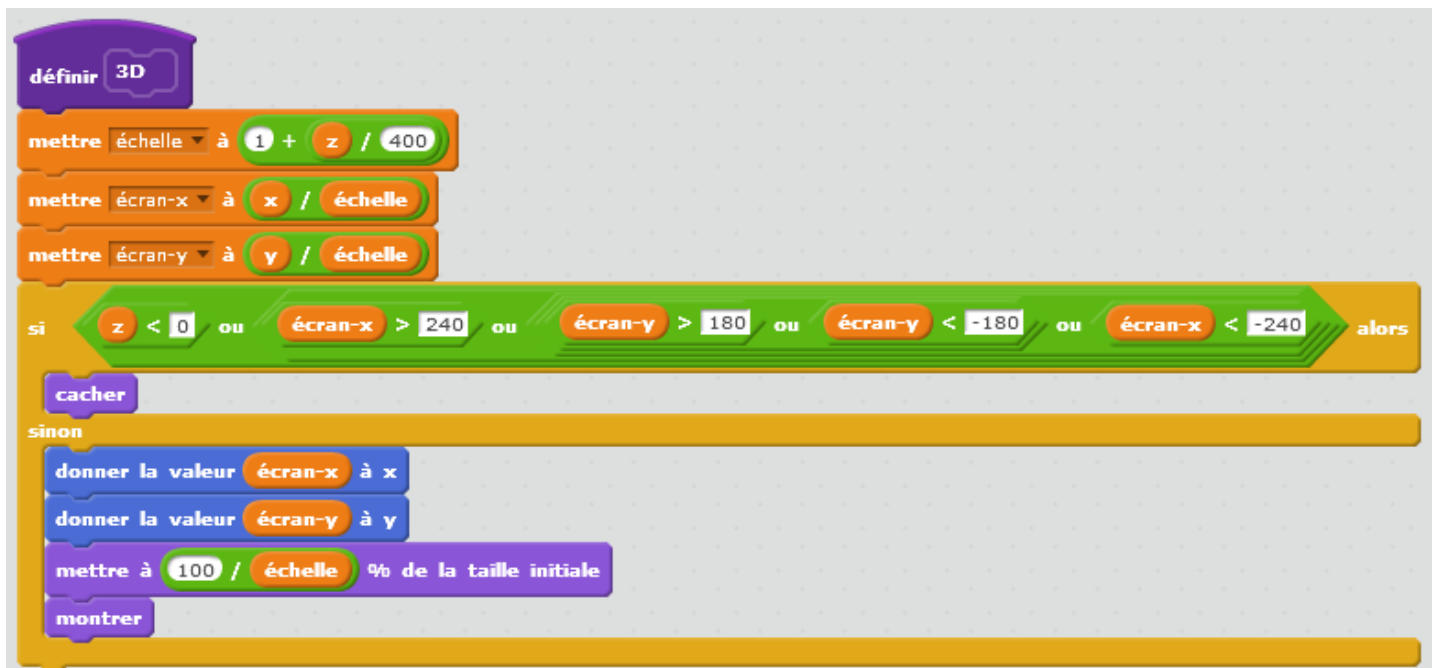 définir 3D
mettre échelle à 1 + z / 400
mettre écran-x à x / échelle
mettre écran-y à y / échelle
si z < 0 ou écran-x > 240 ou écran-y > 180 ou écran-y < -180 ou écran-x < -240 alors
cacher
sinon
donner la valeur écran-x à x
donner la valeur écran-y à y
mettre à 100 / échelle % de la taille initiale
montrer